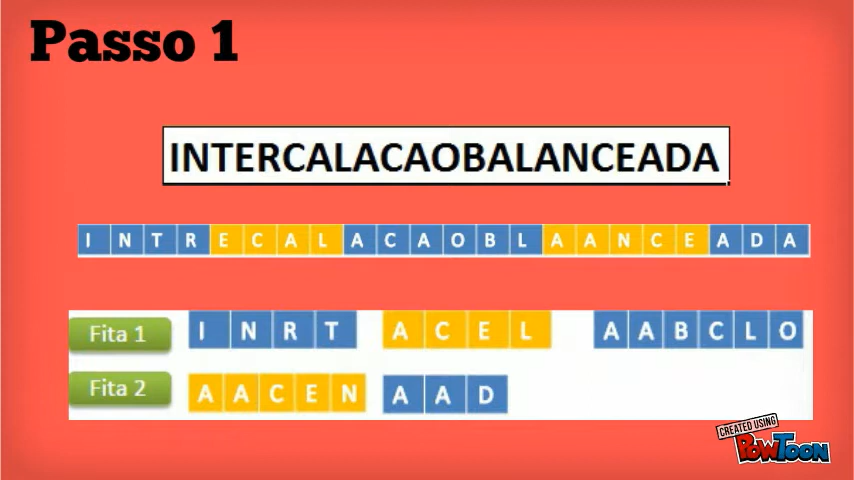 Passo 1
INTERCALACAOBALANCEADA
I N T R E C A L A C A O B L A A N C E A D A
Fita 1 I N R T A C E L A A B C L O
Fita 2 A A C E N A A D
CREATED USING
POWTOON